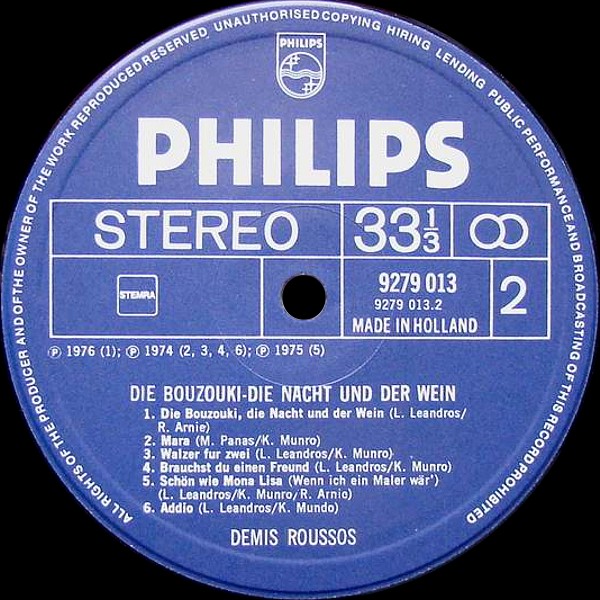 ALL RIGHTS OF THE PRODUCER AND OF THE OWNER OF THE WORK REPRODUCED RESERVED UNAUTHORISED COPYING HIRING LENDING PUBLIC PERFORMANCE AND BROADCASTING OF THIS RECORD PROHIBITED
PHILIPS
PHILIPS
STEREO 33 1/3
STEMRA
9279 013
9279 013.2
MADE IN HOLLAND
2
Ⓟ 1976 (1); Ⓟ 1974 (2, 3, 4, 6); Ⓟ 1975 (5)
DIE BOUZOUKI-DIE NACHT UND DER WEIN
1. Die Bouzouki, die Nacht und der Wein (L. Leandros/
R. Arnie)
2. Mara (M. Panas/K. Munro)
3. Walzer fur zwei (L. Leandros/K. Munro)
4. Brauchst du einen Freund (L. Leandros/K. Munro)
5. Schön wie Mona Lisa (Wenn ich ein Maler wär')
(L. Leandros/K. Munro/R. Arnie)
6. Addio (L. Leandros/K. Mundo)
DEMIS ROUSSOS